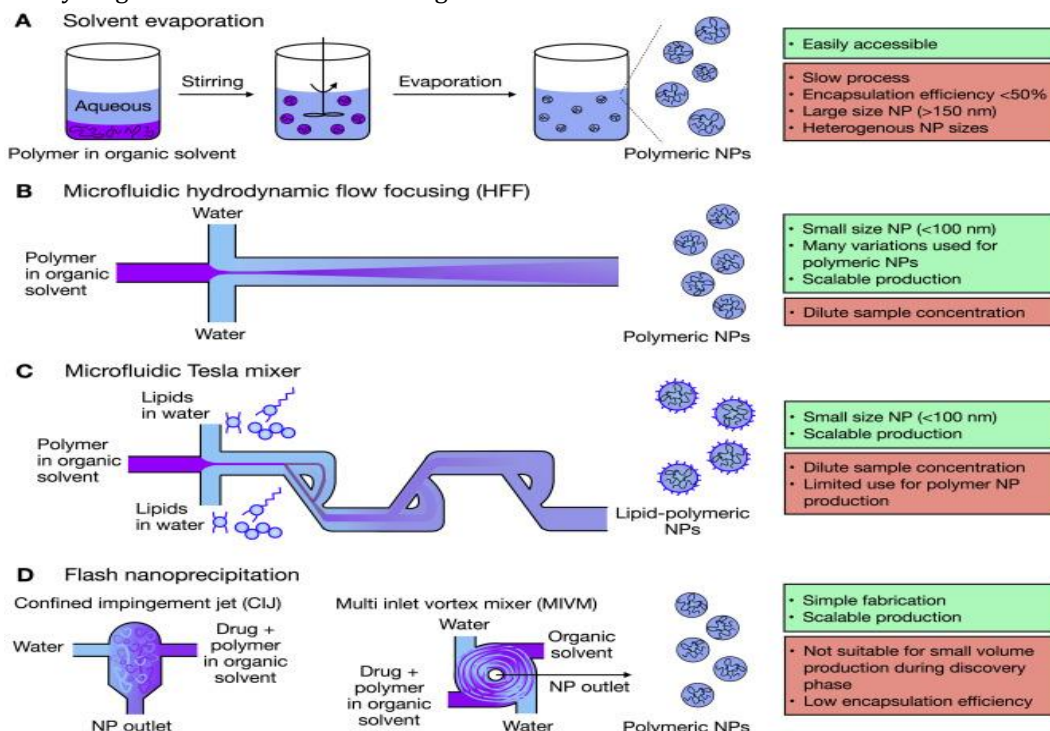 A Solvent evaporation
Aqueous
Stirring
Evaporation
Polymer in organic solvent
Polymeric NPs
• Easily accessible
• Slow process
• Encapsulation efficiency <50%
• Large size NP (>150 nm)
• Heterogenous NP sizes
B Microfluidic hydrodynamic flow focusing (HFF)
Water
Polymer
in organic
solvent
Water
Polymeric NPs
• Small size NP (<100 nm)
• Many variations used for
polymeric NPs
• Scalable production
• Dilute sample concentration
C Microfluidic Tesla mixer
Lipids
in water
Polymer
in organic
solvent
Lipids
in water
Lipid-polymeric
NPs
• Small size NP (<100 nm)
• Scalable production
• Dilute sample concentration
• Limited use for polymer NP
production
D Flash nanoprecipitation
Confined impingement jet (CIJ)
Water
Drug +
polymer
in organic
solvent
NP outlet
Multi inlet vortex mixer (MIVM)
Water
Organic
solvent
Drug +
polymer
in organic
solvent
NP outlet
Water
Polymeric NPs
• Simple fabrication
• Scalable production
• Not suitable for small volume
production during discovery
phase
• Low encapsulation efficiency